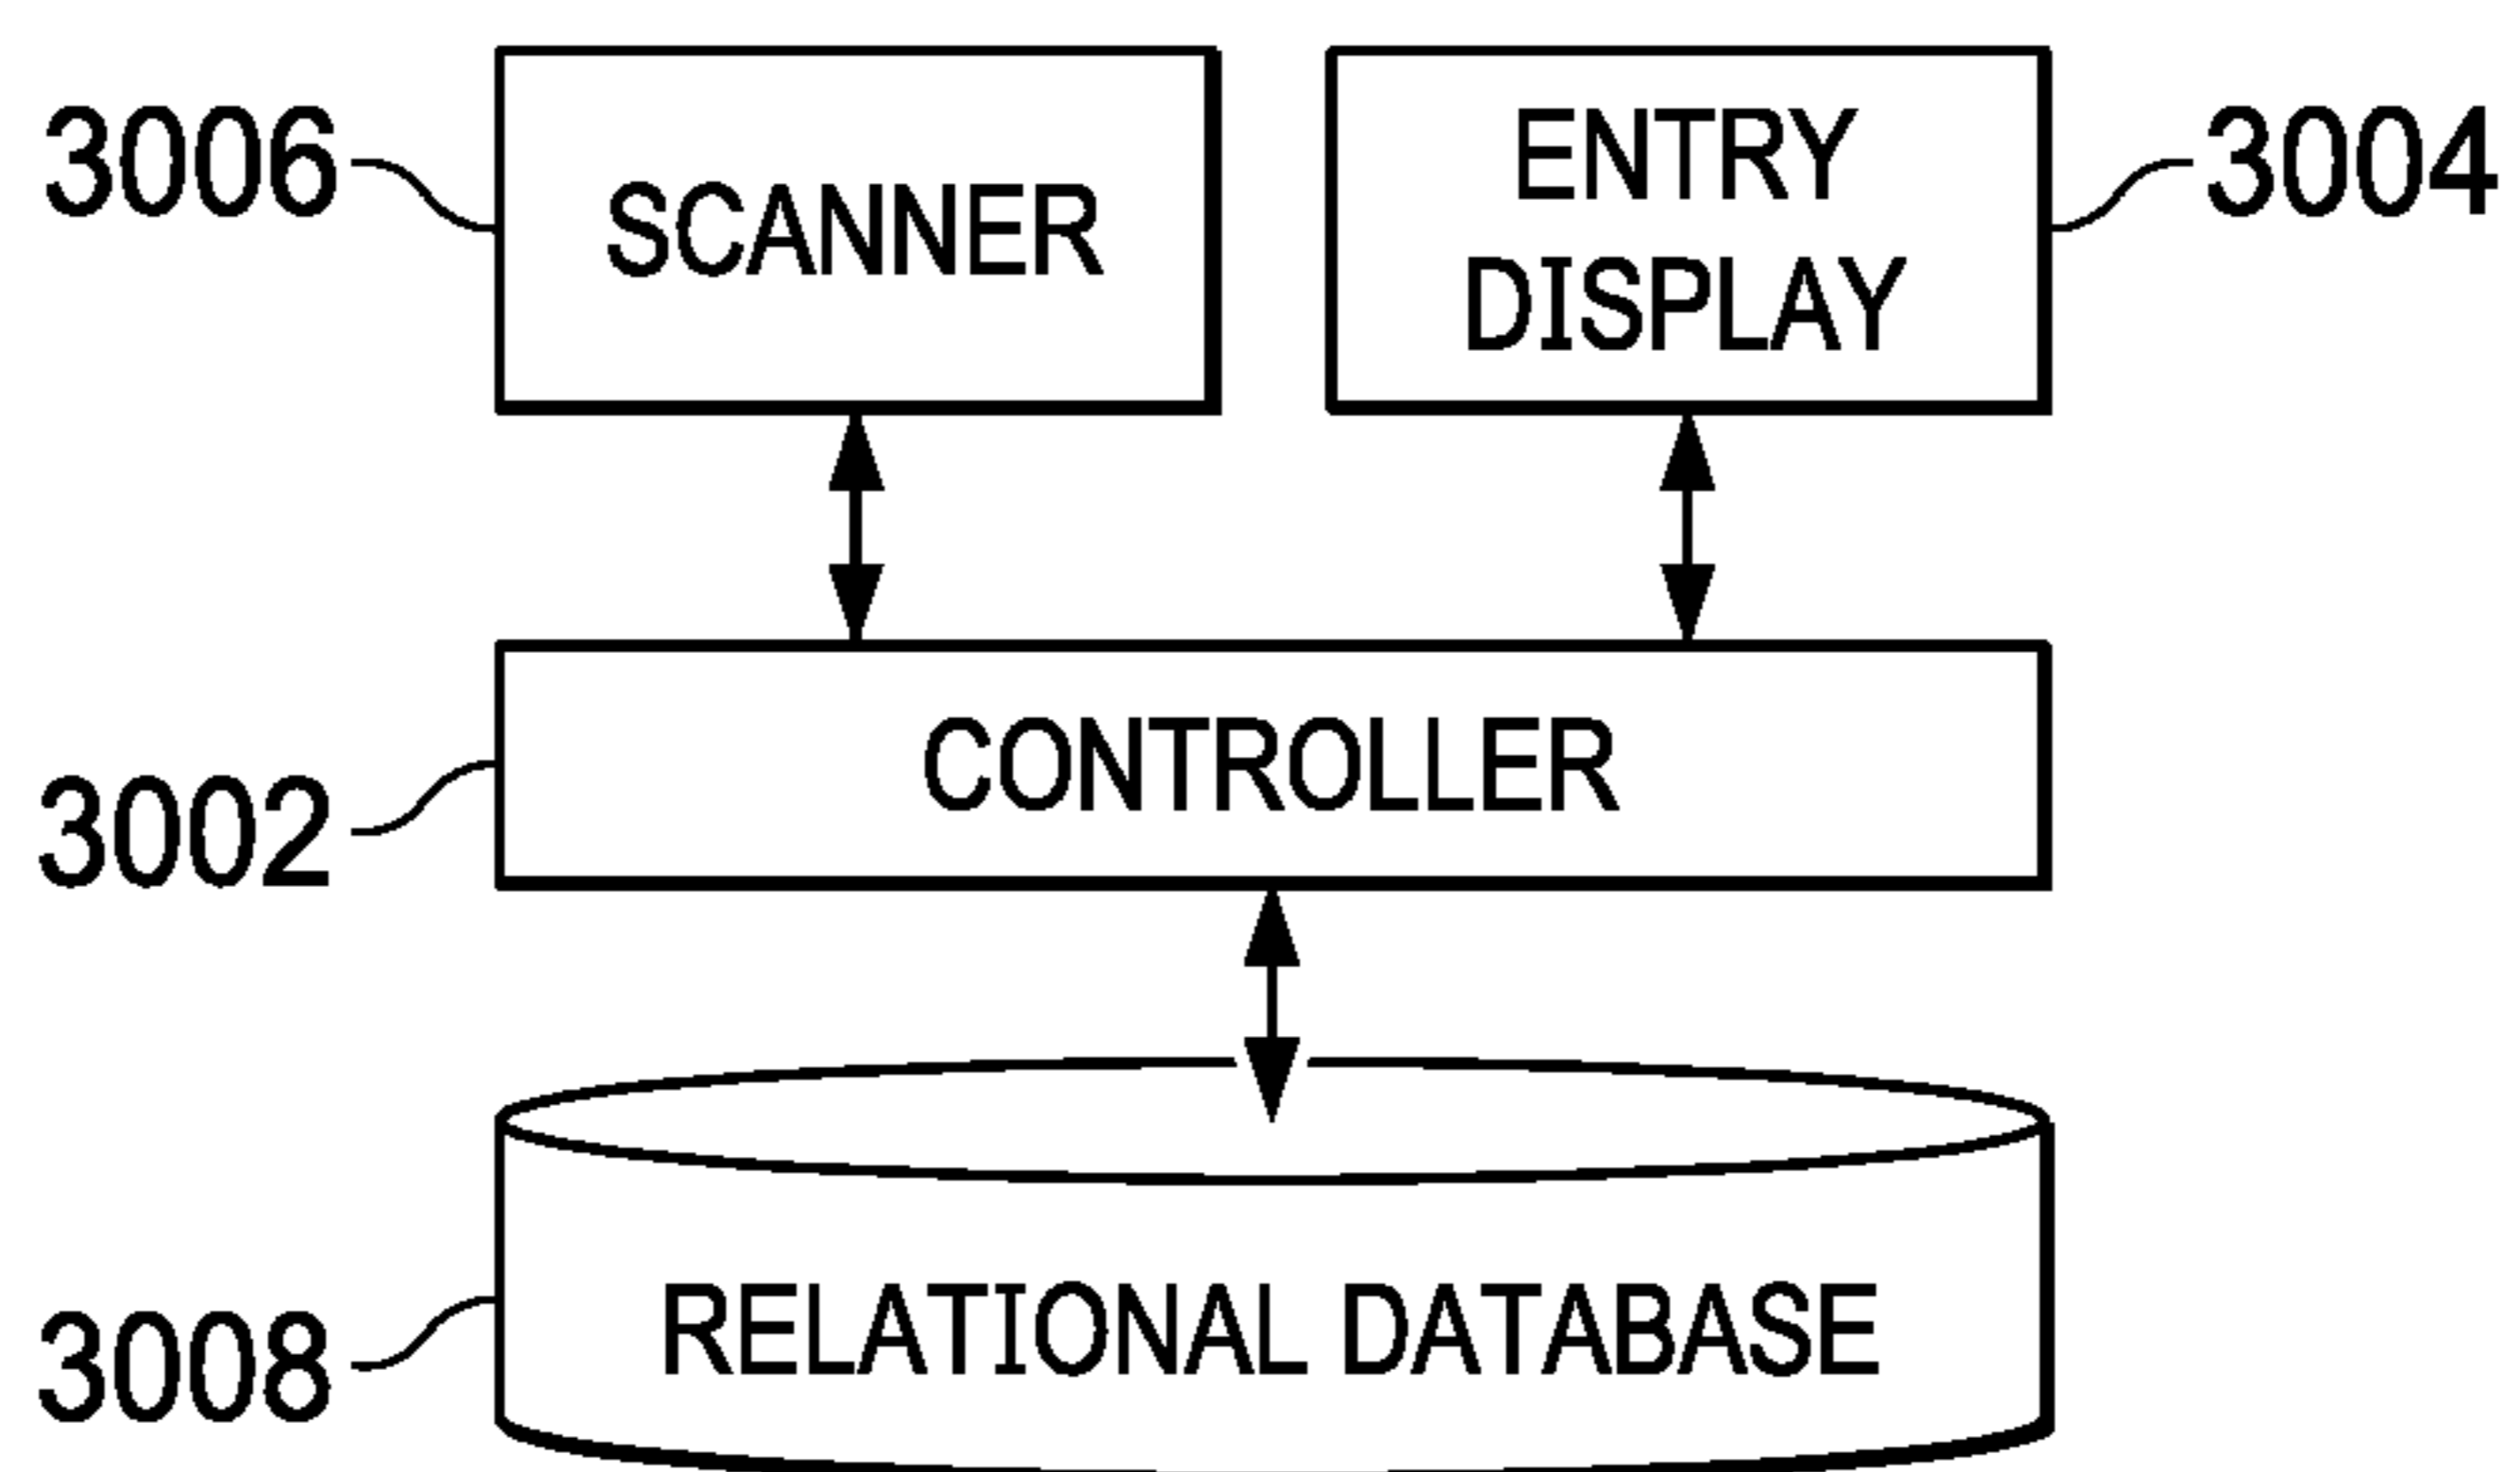 3006
SCANNER
ENTRY
DISPLAY
3004
3002
CONTROLLER
3008
RELATIONAL DATABASE